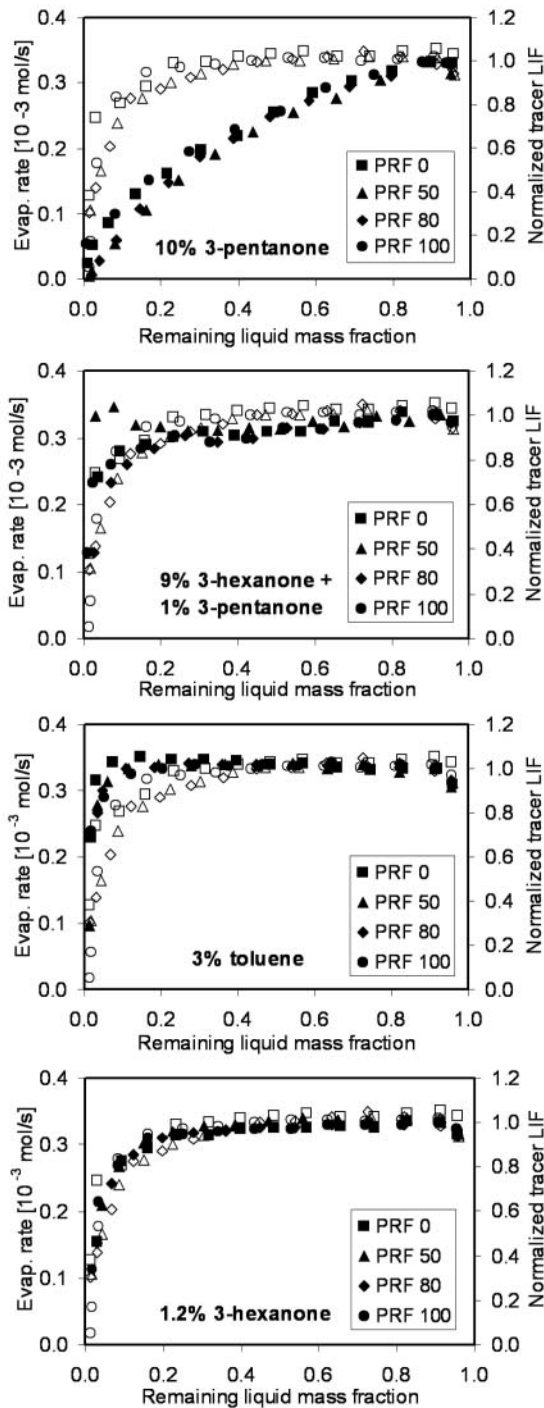 0.4
0.3
0.2
0.1
0.0
Evap. rate [10 -3 mol/s]
1.2
1.0
0.8
0.6
0.4
0.2
0.0
Normalized tracer LIF
PRF 0
PRF 50
PRF 80
PRF 100
10% 3-pentanone
0.0 0.2 0.4 0.6 0.8 1.0
Remaining liquid mass fraction
0.4
0.3
0.2
0.1
0.0
Evap. rate [10 -3 mol/s]
1.2
1.0
0.8
0.6
0.4
0.2
0.0
Normalized tracer LIF
PRF 0
PRF 50
PRF 80
PRF 100
9% 3-hexanone +
1% 3-pentanone
0.0 0.2 0.4 0.6 0.8 1.0
Remaining liquid mass fraction
0.4
0.3
0.2
0.1
0.0
Evap. rate [10⁻³ mol/s]
1.2
1.0
0.8
0.6
0.4
0.2
0.0
Normalized tracer LIF
PRF 0
PRF 50
PRF 80
PRF 100
3% toluene
0.0 0.2 0.4 0.6 0.8 1.0
Remaining liquid mass fraction
0.4
0.3
0.2
0.1
0.0
Evap. rate [10⁻³ mol/s]
1.2
1.0
0.8
0.6
0.4
0.2
0.0
Normalized tracer LIF
PRF 0
PRF 50
PRF 80
PRF 100
1.2% 3-hexanone
0.0 0.2 0.4 0.6 0.8 1.0
Remaining liquid mass fraction